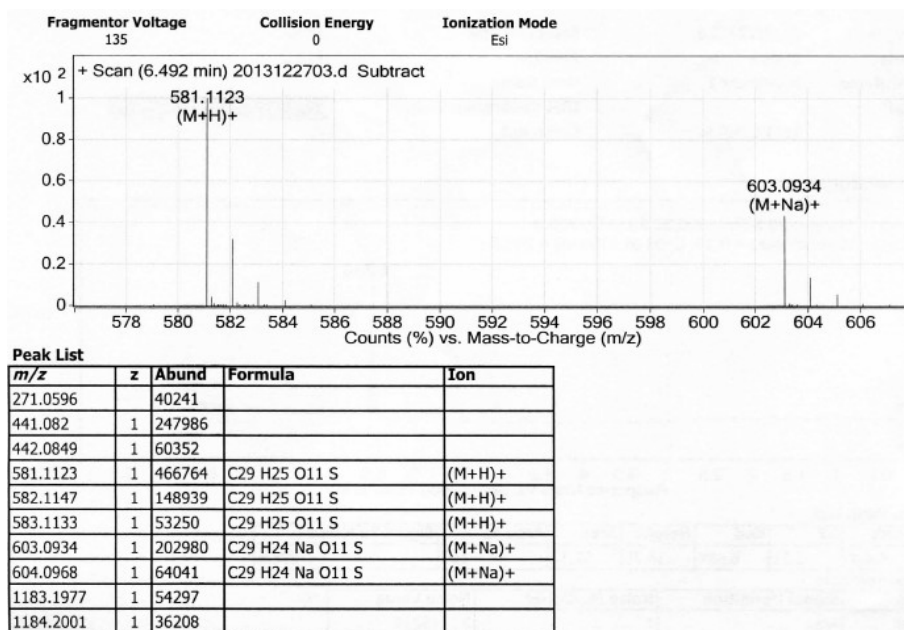 Fragmentor Voltage Collision Energy Ionization Mode
135 0 Esi
x10 2 + Scan (6.492 min) 2013122703.d Subtract
581.1123
(M+H)+
603.0934
(M+Na)+
1
0.8
0.6
0.4
0.2
0
578 580 582 584 586 588 590 592 594 596 598 600 602 604 606
Counts (%) vs. Mass-to-Charge (m/z)
Peak List
m/z z Abund Formula Ion
271.0596 40241
441.082 1 247986
442.0849 1 60352
581.1123 1 466764 C29 H25 O11 S (M+H)+
582.1147 1 148939 C29 H25 O11 S (M+H)+
583.1133 1 53250 C29 H25 O11 S (M+H)+
603.0934 1 202980 C29 H24 Na O11 S (M+Na)+
604.0968 1 64041 C29 H24 Na O11 S (M+Na)+
1183.1977 1 54297
1184.2001 1 36208